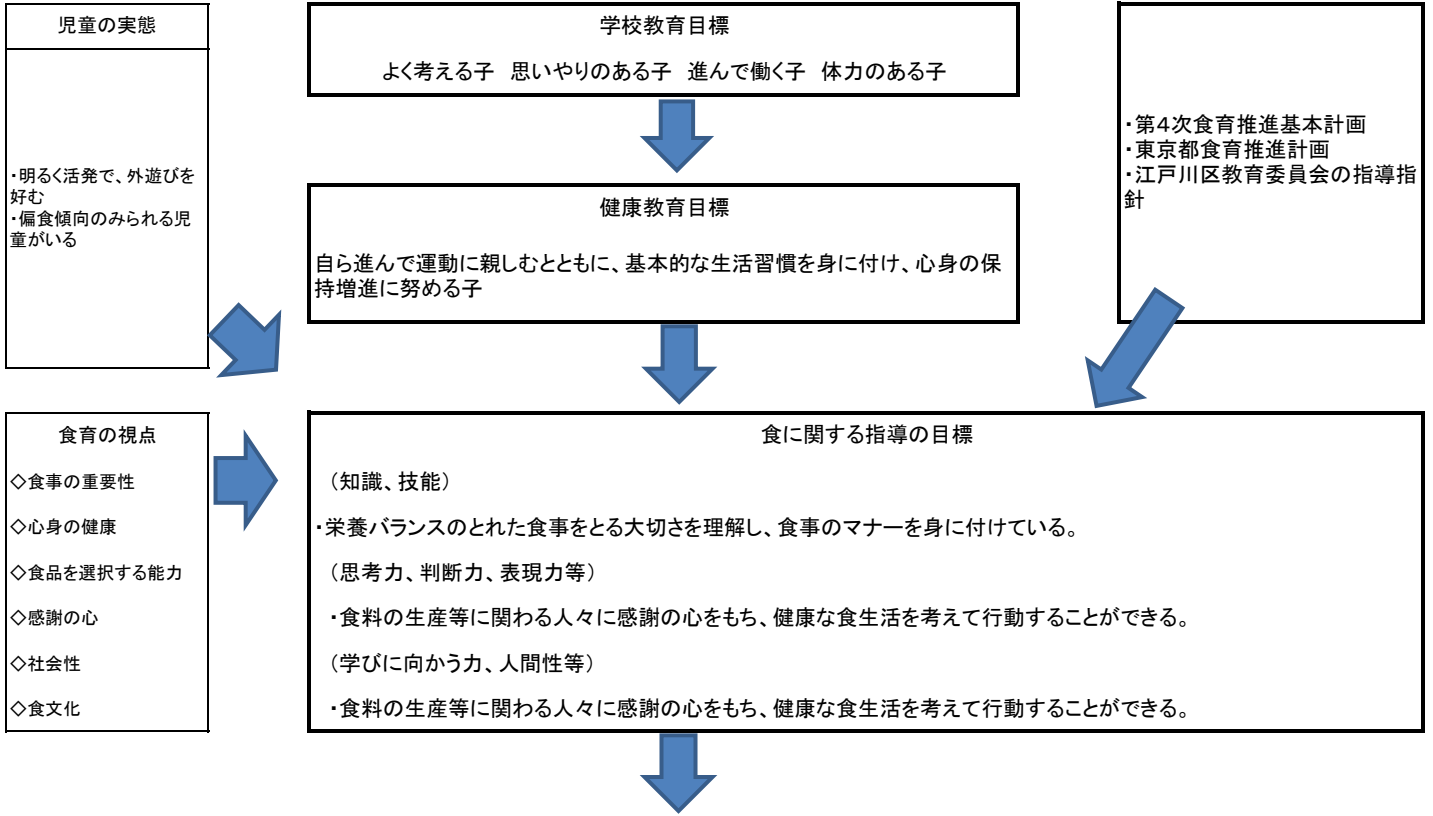 児童の実態
・明るく活発で、外遊びを
好む
・偏食傾向のみられる児
童がいる
学校教育目標
よく考える子　思いやりのある子　進んで働く子　体力のある子
健康教育目標
自ら進んで運動に親しむとともに、基本的な生活習慣を身に付け、心身の保
持増進に努める子
・第4次食育推進基本計画
・東京都食育推進計画
・江戸川区教育委員会の指導指
針
食育の視点
◇食事の重要性
◇心身の健康
◇食品を選択する能力
◇感謝の心
◇社会性
◇食文化
食に関する指導の目標
（知識、技能）
・栄養バランスのとれた食事をとる大切さを理解し、食事のマナーを身に付けている。
（思考力、判断力、表現力等）
・食料の生産等に関わる人々に感謝の心をもち、健康な食生活を考えて行動することができる。
（学びに向かう力、人間性等）
・食料の生産等に関わる人々に感謝の心をもち、健康な食生活を考えて行動することができる。